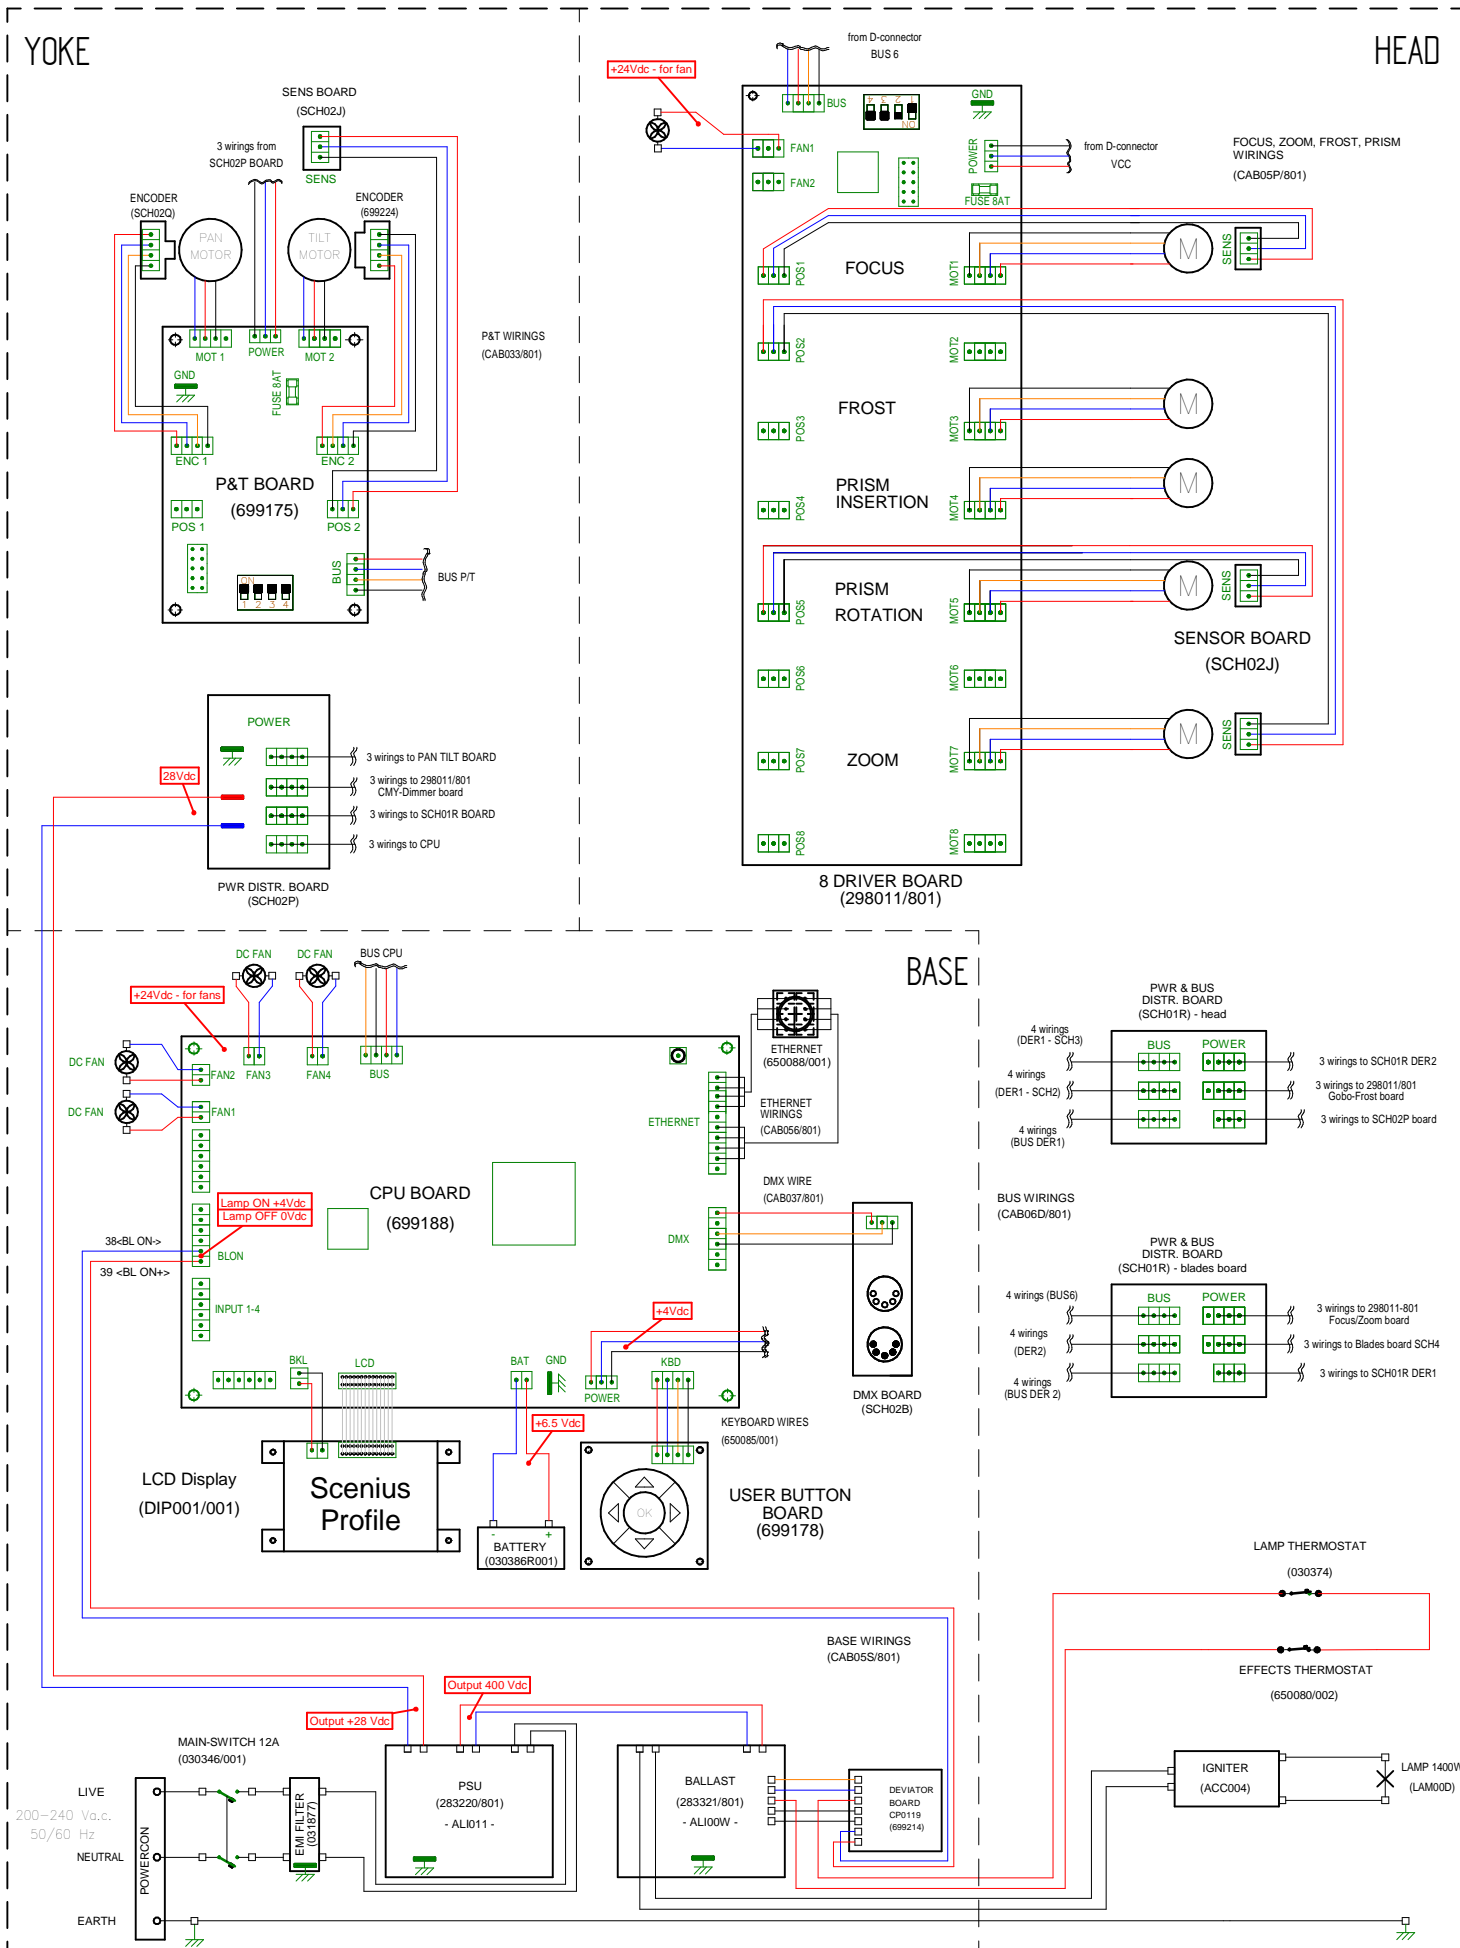 YOKE
SENS BOARD
(SCH02J)
3 wirings from
SCH02P BOARD
SENS
ENCODER
(SCH02Q)
ENCODER
(699224)
PAN
MOTOR
TILT
MOTOR
MOT 1
POWER
MOT 2
GND
FUSE 8AT
P&T WIRINGS
(CAB033/801)
ENC 1
ENC 2
P&T BOARD
(699175)
POS 1
POS 2
BUS
BUS P/T
ON
1 2 3 4
POWER
28Vdc
3 wirings to PAN TILT BOARD
3 wirings to 298011/801
CMY-Dimmer board
3 wirings to SCH01R BOARD
3 wirings to CPU
PWR DISTR. BOARD
(SCH02P)
HEAD
from D-connector
BUS 6
+24Vdc - for fan
BUS
1 2 3 4
ON
GND
FAN1
FAN2
POWER
FUSE 8AT
from D-connector
VCC
FOCUS, ZOOM, FROST, PRISM
WIRINGS
(CAB05P/801)
POS1
FOCUS
MOT1
M
SENS
POS2
MOT2
POS3
FROST
MOT3
M
POS4
PRISM
INSERTION
MOT4
M
POS5
PRISM
ROTATION
MOT5
M
SENS
SENSOR BOARD
(SCH02J)
POS6
MOT6
POS7
ZOOM
MOT7
M
SENS
POS8
MOT8
8 DRIVER BOARD
(298011/801)
BASE
DC FAN
DC FAN
BUS CPU
+24Vdc - for fans
DC FAN
DC FAN
FAN2
FAN3
FAN4
BUS
FAN1
ETHERNET
(650088/001)
ETHERNET
ETHERNET
WIRINGS
(CAB056/801)
CPU BOARD
(699188)
Lamp ON +4Vdc
Lamp OFF 0Vdc
38<BL ON->
39 <BL ON+>
BLON
INPUT 1-4
DMX
DMX WIRE
(CAB037/801)
+4Vdc
BKL
LCD
BAT
GND
POWER
KBD
DMX BOARD
(SCH02B)
KEYBOARD WIRES
(650085/001)
+6.5 Vdc
LCD Display
(DIP001/001)
Scenius
Profile
- +
BATTERY
(030386R001)
OK
USER BUTTON
BOARD
(699178)
PWR & BUS
DISTR. BOARD
(SCH01R) - head
4 wirings
(DER1 - SCH3)
4 wirings
(DER1 - SCH2)
4 wirings
(BUS DER1)
BUS
POWER
3 wirings to SCH01R DER2
3 wirings to 298011/801
Gobo-Frost board
3 wirings to SCH02P board
BUS WIRINGS
(CAB06D/801)
PWR & BUS
DISTR. BOARD
(SCH01R) - blades board
4 wirings (BUS6)
4 wirings
(DER2)
4 wirings
(BUS DER 2)
BUS
POWER
3 wirings to 298011-801
Focus/Zoom board
3 wirings to Blades board SCH4
3 wirings to SCH01R DER1
LAMP THERMOSTAT
(030374)
EFFECTS THERMOSTAT
(650080/002)
BASE WIRINGS
(CAB05S/801)
Output 400 Vdc
Output +28 Vdc
MAIN-SWITCH 12A
(030346/001)
LIVE
200-240 Va.c.
50/60 Hz
NEUTRAL
EARTH
POWERCON
EMI FILTER
(031877)
PSU
(283220/801)
- ALI011 -
BALLAST
(283321/801)
- ALI00W -
DEVIATOR
BOARD
CP0119
(699214)
IGNITER
(ACC004)
LAMP 1400W
(LAM00D)